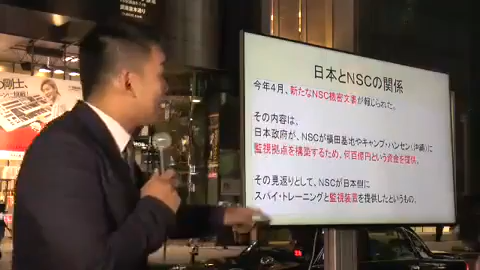 日本とNSCの関係
今年4月、新たなNSC機密文書が報じられた。
その内容は、
日本政府が、NSCが横田基地やキャンプ・ハンセン(沖縄)に
監視拠点を構築するため、何百億円という資金を提供。
その見返りとして、NSCが日本側に
スパイ・トレーニングと監視装置を提供したというもの。